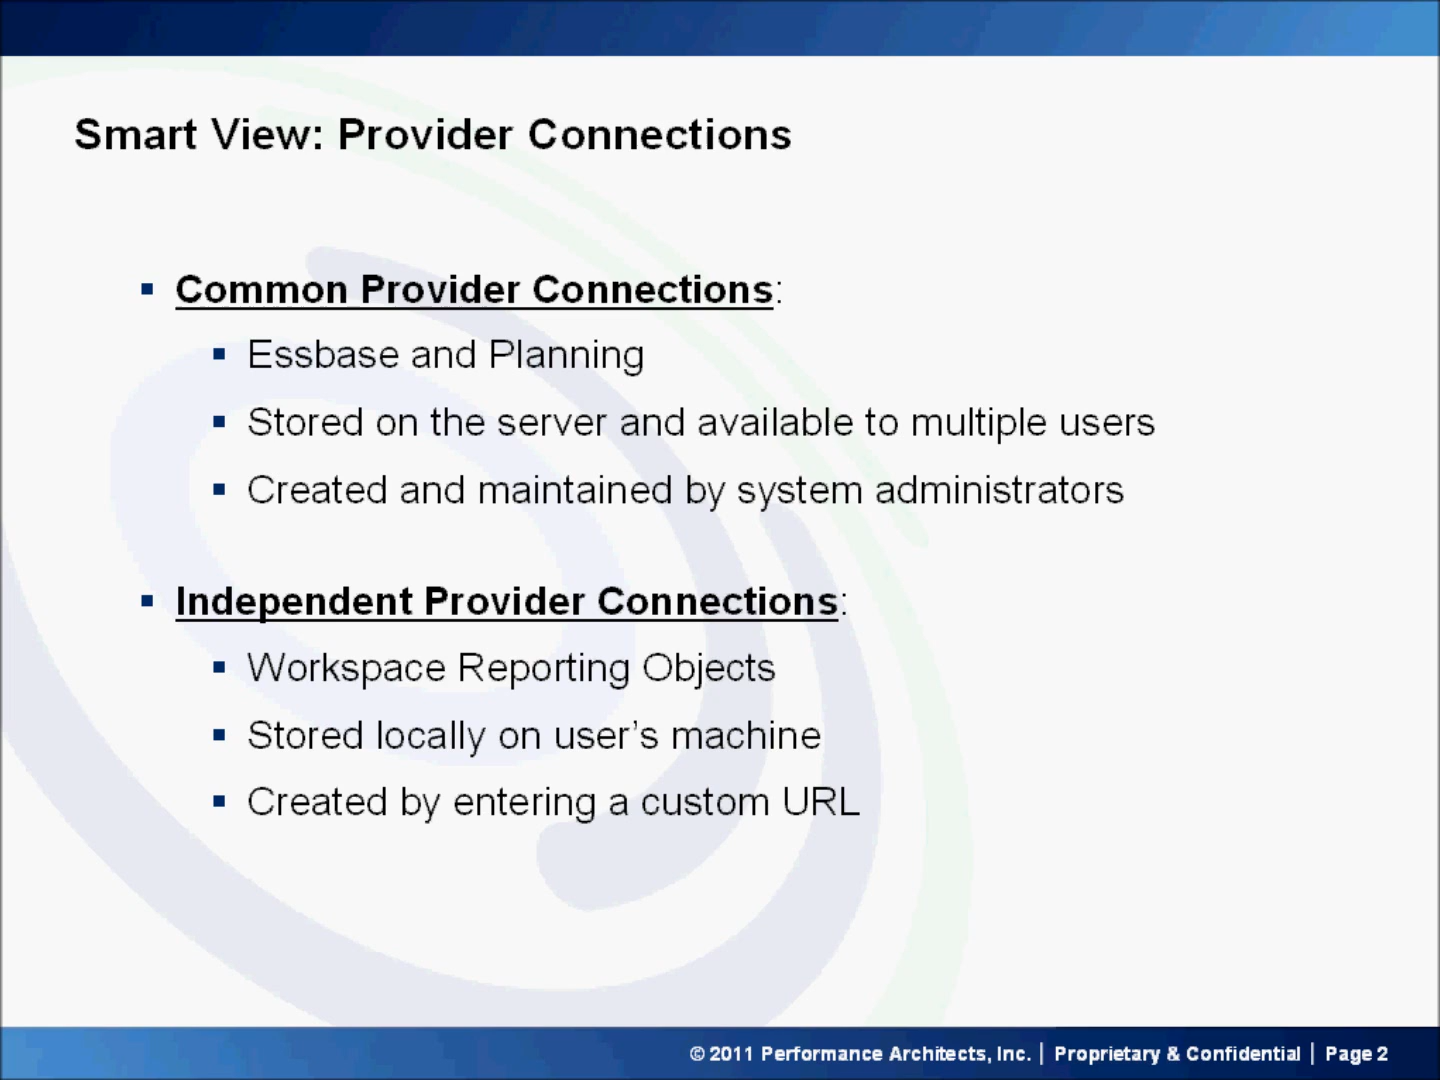 Smart View: Provider Connections
▪ Common Provider Connections:
▪ Essbase and Planning
▪ Stored on the server and available to multiple users
▪ Created and maintained by system administrators
▪ Independent Provider Connections:
▪ Workspace Reporting Objects
▪ Stored locally on user’s machine
▪ Created by entering a custom URL
© 2011 Performance Architects, Inc. | Proprietary & Confidential | Page 2